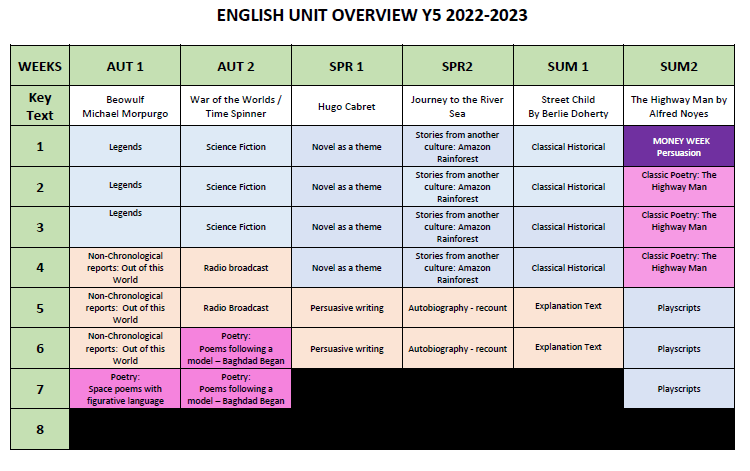 ENGLISH UNIT OVERVIEW Y5 2022-2023
WEEKS AUT 1 AUT 2 SPR 1 SPR2 SUM 1 SUM2
Key
Text
Beowulf
Michael Morpurgo
War of the Worlds /
Time Spinner
Hugo Cabret
Journey to the River
Sea
Street Child
By Berlie Doherty
The Highway Man by
Alfred Noyes
1
Legends
Science Fiction
Novel as a theme
Stories from another
culture: Amazon
Rainforest
Classical Historical
MONEY WEEK
Persuasion
2
Legends
Science Fiction
Novel as a theme
Stories from another
culture: Amazon
Rainforest
Classical Historical
Classic Poetry: The
Highway Man
3
Legends
Science Fiction
Novel as a theme
Stories from another
culture: Amazon
Rainforest
Classical Historical
Classic Poetry: The
Highway Man
4
Non-Chronological
reports: Out of this
World
Radio broadcast
Novel as a theme
Stories from another
culture: Amazon
Rainforest
Classical Historical
Classic Poetry: The
Highway Man
5
Non-Chronological
reports: Out of this
World
Radio Broadcast
Persuasive writing
Autobiography - recount
Explanation Text
Playscripts
6
Non-Chronological
reports: Out of this
World
Poetry:
Poems following a
model – Baghdad Began
Persuasive writing
Autobiography - recount
Explanation Text
Playscripts
7
Poetry:
Space poems with
figurative language
Poetry:
Poems following a
model – Baghdad Began
Playscripts
8